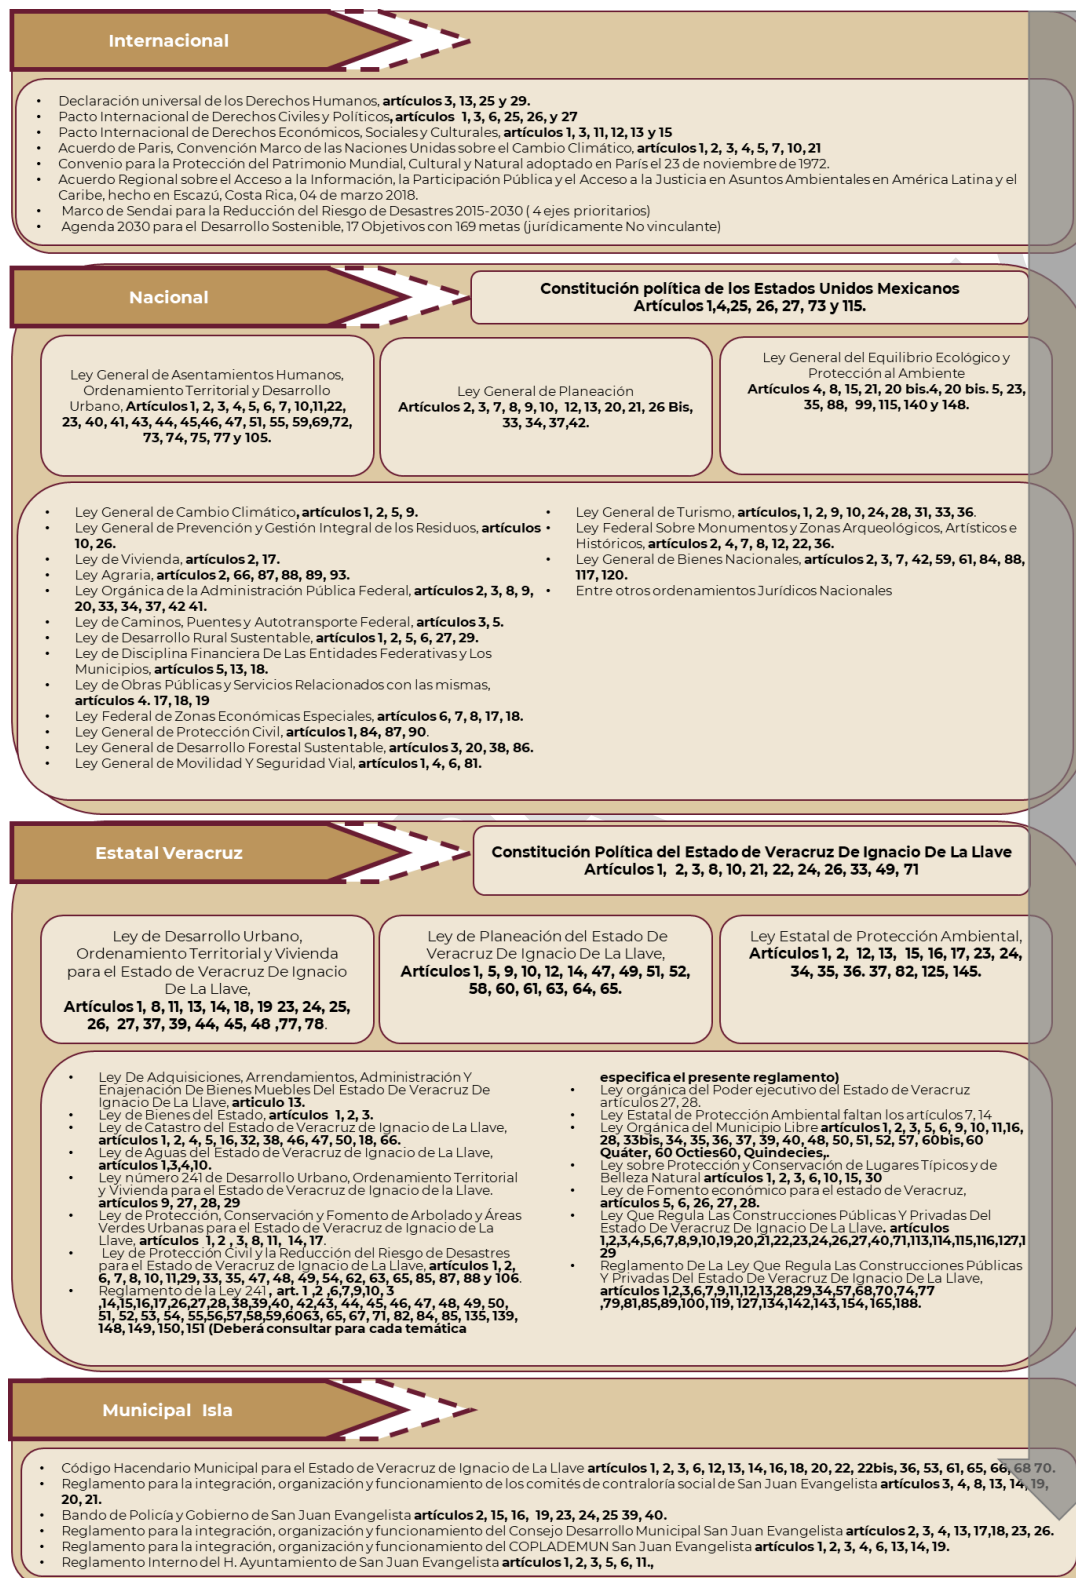 Internacional
• Declaración universal de los Derechos Humanos, artículos 3, 13, 25 y 29.
• Pacto Internacional de Derechos Civiles y Políticos, artículos 1, 3, 6, 25, 26, y 27
• Pacto Internacional de Derechos Económicos, Sociales y Culturales, artículos 1, 3, 11, 12, 13 y 15
• Acuerdo de Paris, Convención Marco de las Naciones Unidas sobre el Cambio Climático, artículos 1, 2, 3, 4, 5, 7, 10, 21
• Convenio para la Protección del Patrimonio Mundial, Cultural y Natural adoptado en París el 23 de noviembre de 1972.
• Acuerdo Regional sobre el Acceso a la Información, la Participación Pública y el Acceso a la Justicia en Asuntos Ambientales en América Latina y el
Caribe, hecho en Escazú, Costa Rica, 04 de marzo 2018.
• Marco de Sendai para la Reducción del Riesgo de Desastres 2015-2030 ( 4 ejes prioritarios)
• Agenda 2030 para el Desarrollo Sostenible, 17 Objetivos con 169 metas (jurídicamente No vinculante)
Nacional
Constitución política de los Estados Unidos Mexicanos
Artículos 1,4,25, 26, 27, 73 y 115.
Ley General de Asentamientos Humanos,
Ordenamiento Territorial y Desarrollo
Urbano, Artículos 1, 2, 3, 4, 5, 6, 7, 10,11,22,
23, 40, 41, 43, 44, 45,46, 47, 51, 55, 59,69,72,
73, 74, 75, 77 y 105.
Ley General de Planeación
Artículos 2, 3, 7, 8, 9, 10, 12, 13, 20, 21, 26 Bis,
33, 34, 37,42.
Ley General del Equilibrio Ecológico y
Protección al Ambiente
Artículos 4, 8, 15, 21, 20 bis.4, 20 bis. 5, 23,
35, 88, 99, 115, 140 y 148.
• Ley General de Cambio Climático, artículos 1, 2, 5, 9.
• Ley General de Prevención y Gestión Integral de los Residuos, artículos
10, 26.
• Ley de Vivienda, artículos 2, 17.
• Ley Agraria, artículos 2, 66, 87, 88, 89, 93.
• Ley Orgánica de la Administración Pública Federal, artículos 2, 3, 8, 9,
20, 33, 34, 37, 42 41.
• Ley de Caminos, Puentes y Autotransporte Federal, artículos 3, 5.
• Ley de Desarrollo Rural Sustentable, artículos 1, 2, 5, 6, 27, 29.
• Ley de Disciplina Financiera De Las Entidades Federativas y Los
Municipios, artículos 5, 13, 18.
• Ley de Obras Públicas y Servicios Relacionados con las mismas,
artículos 4. 17, 18, 19
• Ley Federal de Zonas Económicas Especiales, artículos 6, 7, 8, 17, 18.
• Ley General de Protección Civil, artículos 1, 84, 87, 90.
• Ley General de Desarrollo Forestal Sustentable, artículos 3, 20, 38, 86.
• Ley General de Movilidad Y Seguridad Vial, artículos 1, 4, 6, 81.
• Ley General de Turismo, artículos, 1, 2, 9, 10, 24, 28, 31, 33, 36.
• Ley Federal Sobre Monumentos y Zonas Arqueológicos, Artísticos e
Históricos, artículos 2, 4, 7, 8, 12, 22, 36.
• Ley General de Bienes Nacionales, artículos 2, 3, 7, 42, 59, 61, 84, 88,
117, 120.
• Entre otros ordenamientos Jurídicos Nacionales
Estatal Veracruz
Constitución Política del Estado de Veracruz De Ignacio De La Llave
Artículos 1, 2, 3, 8, 10, 21, 22, 24, 26, 33, 49, 71
Ley de Desarrollo Urbano,
Ordenamiento Territorial y Vivienda
para el Estado de Veracruz De Ignacio
De La Llave,
Artículos 1, 8, 11, 13, 14, 18, 19 23, 24, 25,
26, 27, 37, 39, 44, 45, 48 ,77, 78.
Ley de Planeación del Estado De
Veracruz De Ignacio De La Llave,
Artículos 1, 5, 9, 10, 12, 14, 47, 49, 51, 52,
58, 60, 61, 63, 64, 65.
Ley Estatal de Protección Ambiental,
Artículos 1, 2, 12, 13, 15, 16, 17, 23, 24,
34, 35, 36. 37, 82, 125, 145.
• Ley De Adquisiciones, Arrendamientos, Administración Y
Enajenación De Bienes Muebles Del Estado De Veracruz De
Ignacio De La Llave, articulo 13.
• Ley de Bienes del Estado, artículos 1, 2, 3.
• Ley de Catastro del Estado de Veracruz de Ignacio de La Llave,
artículos 1, 2, 4, 5, 16, 32, 38, 46, 47, 50, 18, 66.
• Ley de Aguas del Estado de Veracruz de Ignacio de La Llave,
artículos 1,3,4,10.
• Ley número 241 de Desarrollo Urbano, Ordenamiento Territorial
y Vivienda para el Estado de Veracruz de Ignacio de la Llave.
artículos 9, 27, 28, 29
• Ley de Protección, Conservación y Fomento de Arbolado y Áreas
Verdes Urbanas para el Estado de Veracruz de Ignacio de La
Llave, artículos 1, 2 , 3, 8, 11, 14, 17.
• Ley de Protección Civil y la Reducción del Riesgo de Desastres
para el Estado de Veracruz de Ignacio de La Llave, artículos 1, 2,
6, 7, 8, 10, 11,29, 33, 35, 47, 48, 49, 54, 62, 63, 65, 85, 87, 88 y 106.
• Reglamento de la Ley 241 , art. 1 ,2 ,6,7,9,10, 3
,14,15,16,17,26,27,28, 38,39,40, 42,43, 44, 45, 46, 47, 48, 49, 50,
51, 52, 53, 54, 55,56,57,58,59,6063, 65, 67, 71, 82, 84, 85, 135, 139,
148, 149, 150, 151 (Deberá consultar para cada temática
especifica el presente reglamento)
• Ley orgánica del Poder ejecutivo del Estado de Veracruz
artículos 27, 28.
• Ley Estatal de Protección Ambiental faltan los artículos 7, 14
• Ley Orgánica del Municipio Libre artículos 1, 2, 3, 5, 6, 9, 10, 11,16,
28, 33bis, 34, 35, 36, 37, 39, 40, 48, 50, 51, 52, 57, 60bis,60
Quáter, 60 Octies60, Quindecies,.
• Ley sobre Protección y Conservación de Lugares Típicos y de
Belleza Natural artículos 1, 2, 3, 6, 10, 15, 30
• Ley de Fomento económico para el estado de Veracruz,
artículos 5, 6, 26, 27, 28.
• Ley Que Regula Las Construcciones Públicas Y Privadas Del
Estado De Veracruz De Ignacio De La Llave. artículos
1,2,3,4,5,6,7,8,9,10,19,20,21,22,23,24,26,27,40,71,113,114,115,116,127,1
29
• Reglamento De La Ley Que Regula Las Construcciones Públicas
Y Privadas Del Estado De Veracruz De Ignacio De La Llave,
artículos 1,2,3,6,7,9,11,12,13,28,29,34,57,68,70,74,77
,79,81,85,89,100, 119, 127,134,142,143, 154, 165,188.
Municipal Isla
• Código Hacendario Municipal para el Estado de Veracruz de Ignacio de La Llave artículos 1, 2, 3, 6, 12, 13, 14, 16, 18, 20, 22, 22bis, 36, 53, 61, 65, 66, 68 70.
• Reglamento para la integración, organización y funcionamiento de los comités de contraloría social de San Juan Evangelista artículos 3, 4, 8, 13, 14, 19,
20, 21.
• Bando de Policía y Gobierno de San Juan Evangelista artículos 2, 15, 16, 19, 23, 24, 25 39, 40.
• Reglamento para la integración, organización y funcionamiento del Consejo Desarrollo Municipal San Juan Evangelista artículos 2, 3, 4, 13, 17,18, 23, 26.
• Reglamento para la integración, organización y funcionamiento del COPLADEMUN San Juan Evangelista artículos 1, 2, 3, 4, 6, 13, 14, 19.
• Reglamento Interno del H. Ayuntamiento de San Juan Evangelista artículos 1, 2, 3, 5, 6, 11.,